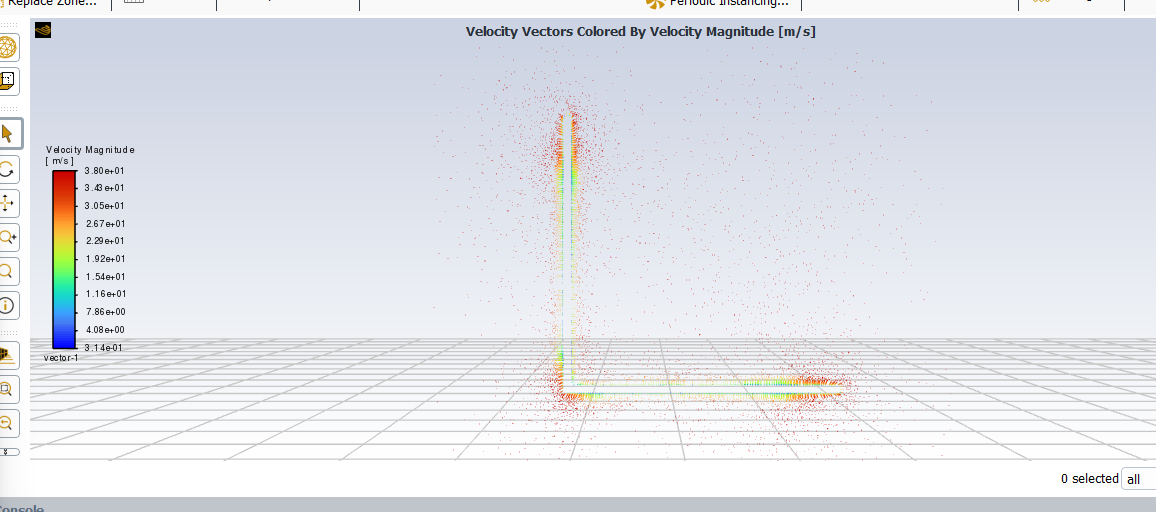 Replace Zone...
Periodic Instancing...
Velocity Vectors Colored By Velocity Magnitude [m/s]
Velocity Magnitude
[ m/s ]
3.80e+01
3.43e+01
3.05e+01
2.67e+01
2.29e+01
1.92e+01
1.54e+01
1.16e+01
7.86e+00
4.08e+00
3.14e-01
vector-1
0 selected all
Console